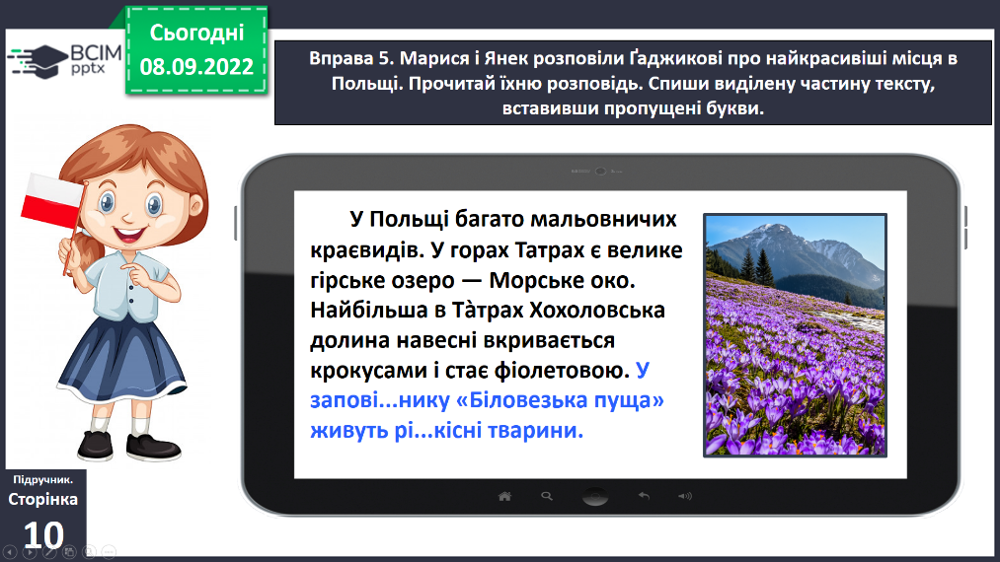 ВСІМ
pptx
Сьогодні
08.09.2022
Вправа 5. Марися і Янек розповіли Ґаджикові про найкрасивіші місця в
Польщі. Прочитай їхню розповідь. Спиши виділену частину тексту,
вставивши пропущені букви.
У Польщі багато мальовничих
краєвидів. У горах Татрах є велике
гірське озеро — Морське око.
Найбільша в Та̀трах Хохоловська
долина навесні вкривається
крокусами і стає фіолетовою. У
запові...нику «Біловезька пуща»
живуть рі...кісні тварини.
Підручник.
Сторінка
10